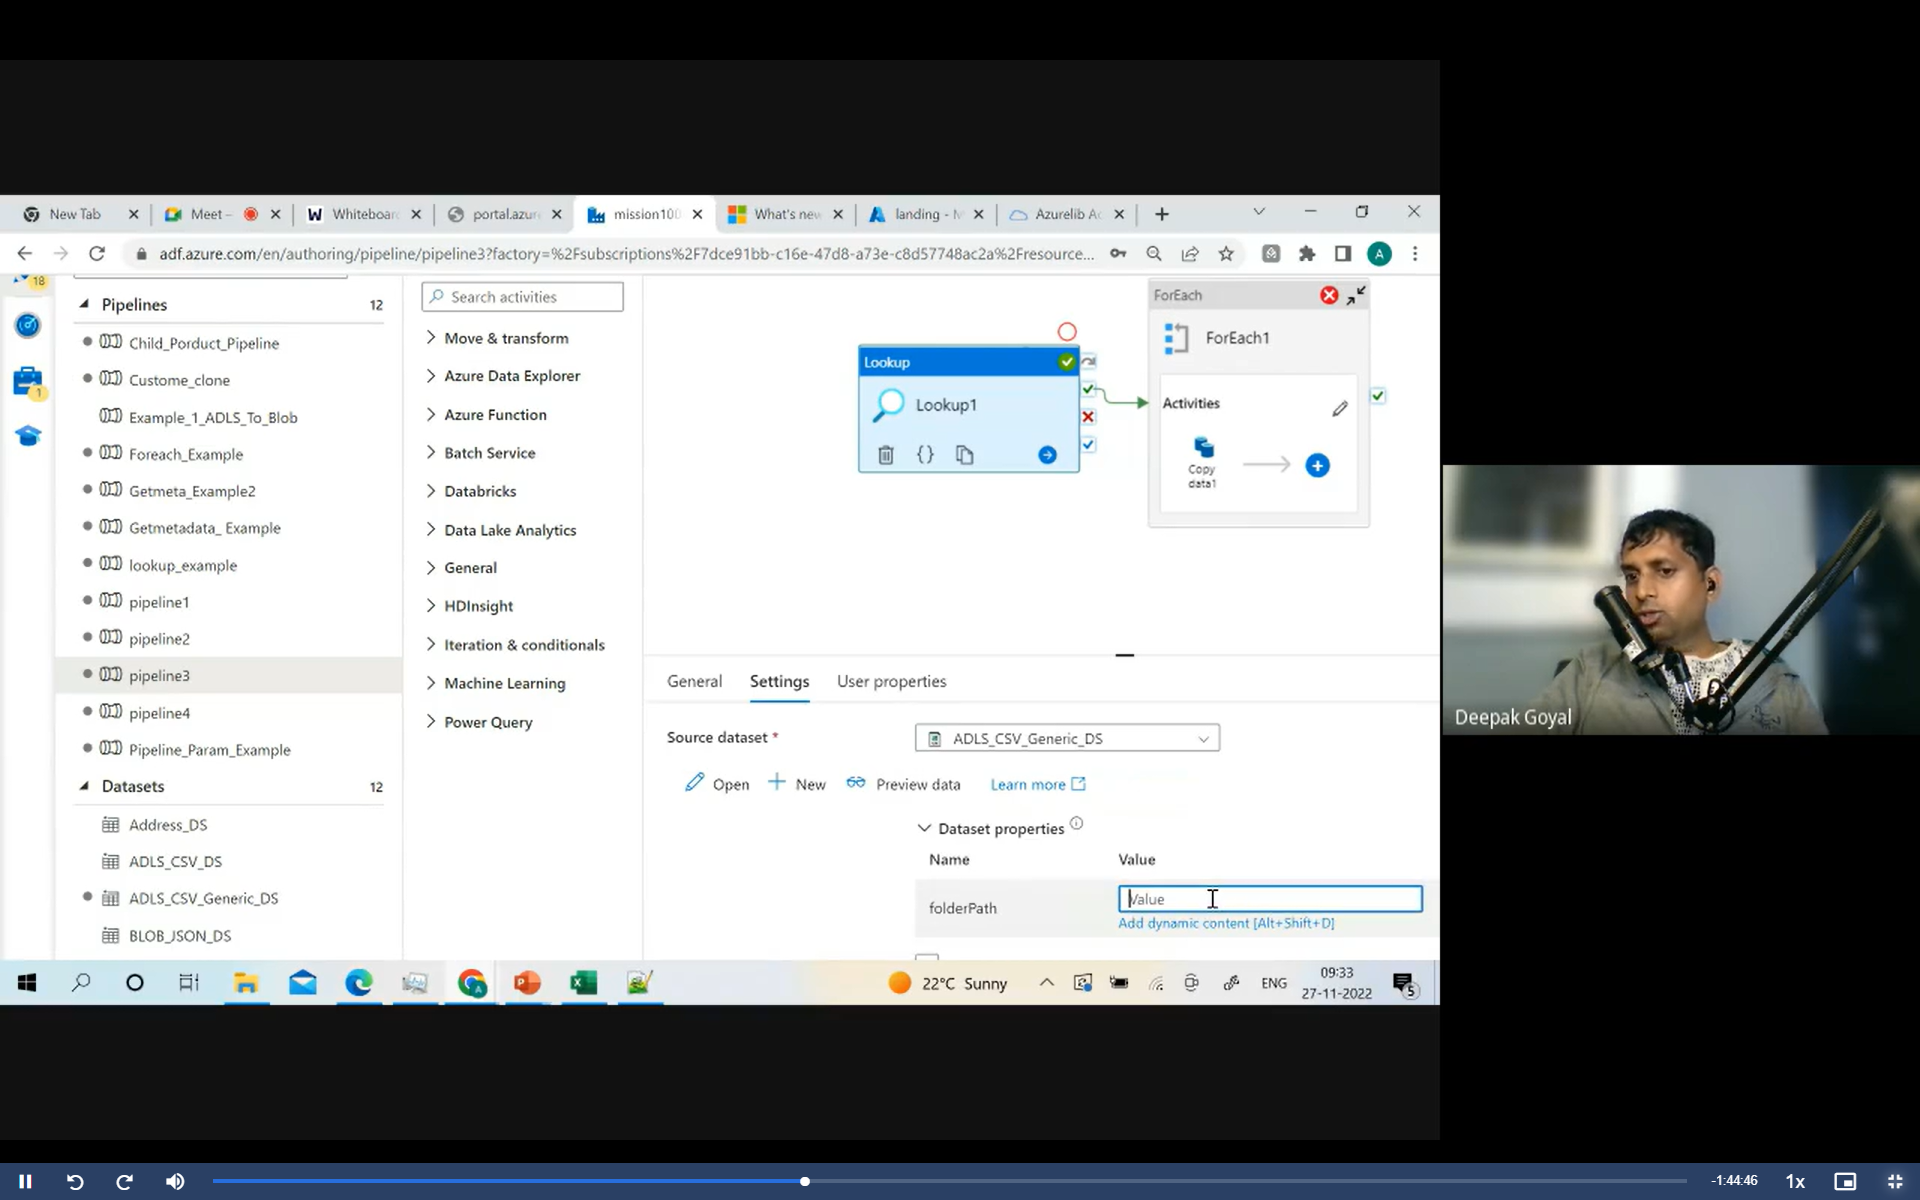 New Tab
Meet –
W Whiteboar
portal.azur
mission100
What's new
landing - M
Azurelib Ac
adf.azure.com/en/authoring/pipeline/pipeline3?factory=%2Fsubscriptions%2F7dce91bb-c16e-47d8-a73e-c8d57748ac2a%2Fresource...
A
18
1
Pipelines 12
Child_Porduct_Pipeline
Custome_clone
Example_1_ADLS_To_Blob
Foreach_Example
Getmeta_Example2
Getmetadata_ Example
lookup_example
pipeline1
pipeline2
pipeline3
pipeline4
Pipeline_Param_Example
Datasets 12
Address_DS
ADLS_CSV_DS
ADLS_CSV_Generic_DS
BLOB_JSON_DS
Search activities
Move & transform
Azure Data Explorer
Azure Function
Batch Service
Databricks
Data Lake Analytics
General
HDInsight
Iteration & conditionals
Machine Learning
Power Query
Lookup
Lookup1
{}
ForEach
ForEach1
Activities
Copy
data1
General Settings User properties
Source dataset *
ADLS_CSV_Generic_DS
Open
New
Preview data
Learn more
Dataset properties
Name Value
folderPath
Value
Add dynamic content [Alt+Shift+D]
22°C Sunny
ENG
09:33
27-11-2022
5
Deepak Goyal
-1:44:46
1x